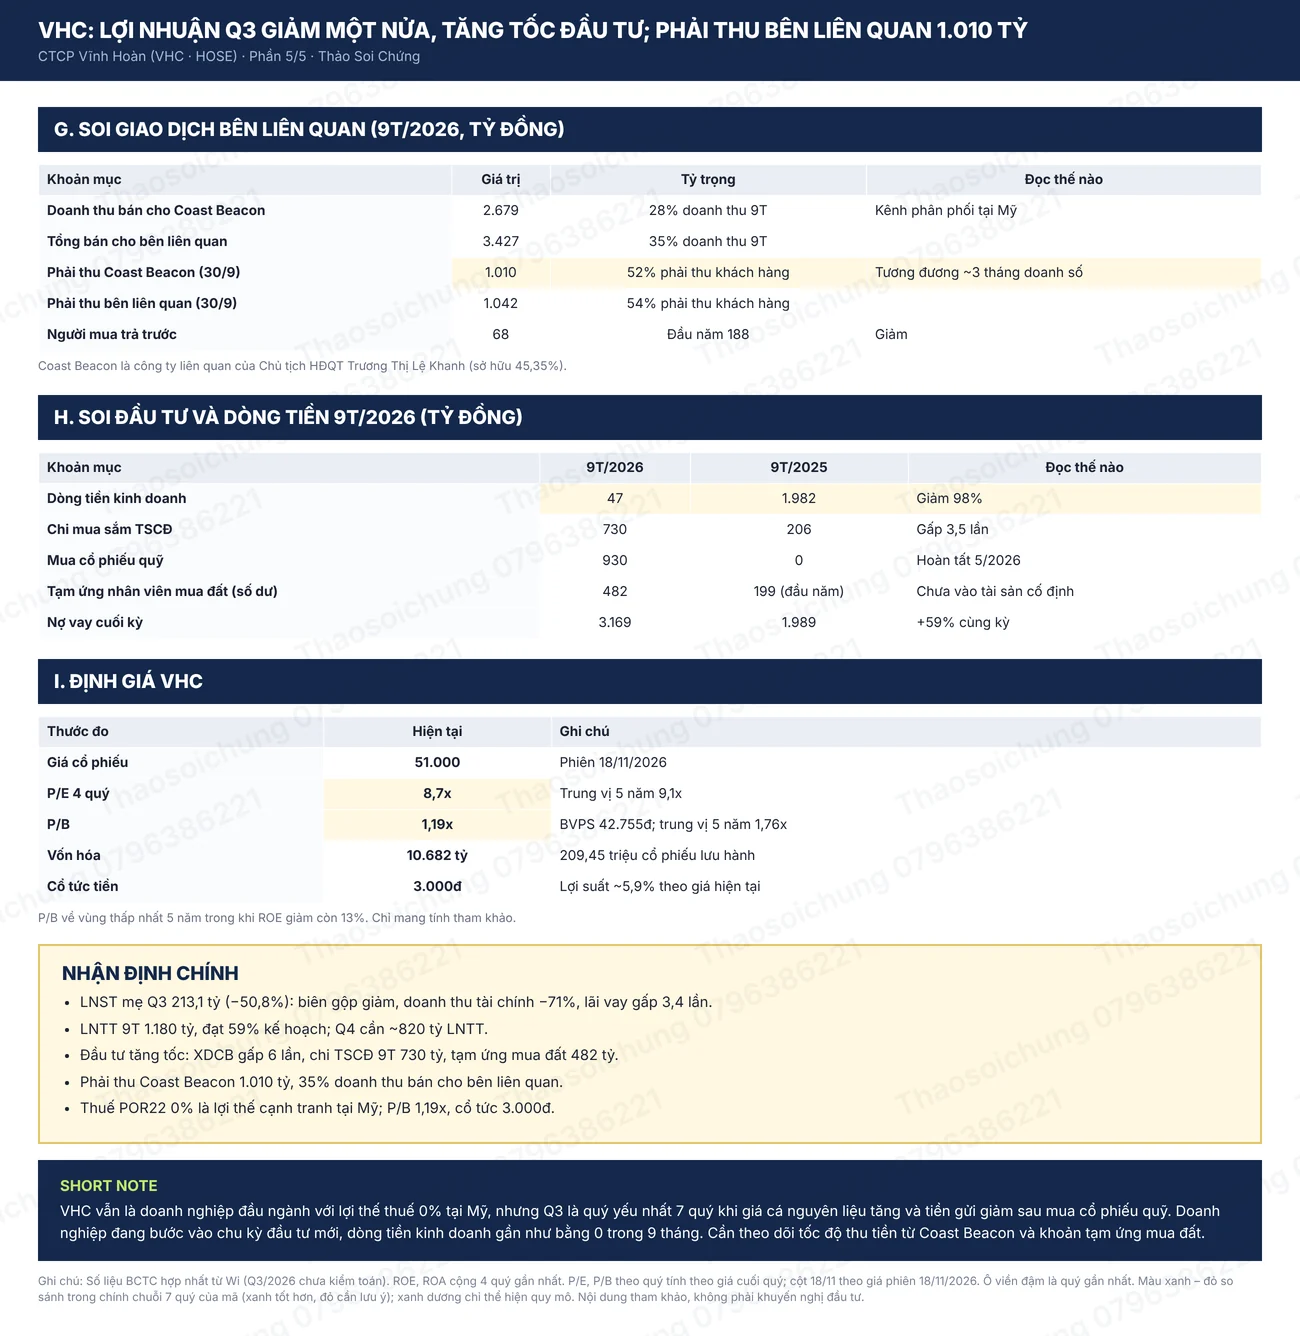 VHC: LỢI NHUẬN Q3 GIẢM MỘT NỬA, TĂNG TỐC ĐẦU TƯ; PHẢI THU BÊN LIÊN QUAN 1.010 TỶ
CTCP Vĩnh Hoàn (VHC · HOSE) · Phần 5/5 · Thảo Soi Chứng
G. SOI GIAO DỊCH BÊN LIÊN QUAN (9T/2026, TỶ ĐỒNG)
Khoản mục Giá trị Tỷ trọng Đọc thế nào
Doanh thu bán cho Coast Beacon 2.679 28% doanh thu 9T Kênh phân phối tại Mỹ
Tổng bán cho bên liên quan 3.427 35% doanh thu 9T
Phải thu Coast Beacon (30/9) 1.010 52% phải thu khách hàng Tương đương ~3 tháng doanh số
Phải thu bên liên quan (30/9) 1.042 54% phải thu khách hàng
Người mua trả trước 68 Đầu năm 188 Giảm
Coast Beacon là công ty liên quan của Chủ tịch HĐQT Trương Thị Lệ Khanh (sở hữu 45,35%).
H. SOI ĐẦU TƯ VÀ DÒNG TIỀN 9T/2026 (TỶ ĐỒNG)
Khoản mục 9T/2026 9T/2025 Đọc thế nào
Dòng tiền kinh doanh 47 1.982 Giảm 98%
Chi mua sắm TSCĐ 730 206 Gấp 3,5 lần
Mua cổ phiếu quỹ 930 0 Hoàn tất 5/2026
Tạm ứng nhân viên mua đất (số dư) 482 199 (đầu năm) Chưa vào tài sản cố định
Nợ vay cuối kỳ 3.169 1.989 +59% cùng kỳ
I. ĐỊNH GIÁ VHC
Thước đo Hiện tại Ghi chú
Giá cổ phiếu 51.000 Phiên 18/11/2026
P/E 4 quý 8,7x Trung vị 5 năm 9,1x
P/B 1,19x BVPS 42.755đ; trung vị 5 năm 1,76x
Vốn hóa 10.682 tỷ 209,45 triệu cổ phiếu lưu hành
Cổ tức tiền 3.000đ Lợi suất ~5,9% theo giá hiện tại
P/B về vùng thấp nhất 5 năm trong khi ROE giảm còn 13%. Chỉ mang tính tham khảo.
NHẬN ĐỊNH CHÍNH
• LNST mẹ Q3 213,1 tỷ (−50,8%): biên gộp giảm, doanh thu tài chính −71%, lãi vay gấp 3,4 lần.
• LNTT 9T 1.180 tỷ, đạt 59% kế hoạch; Q4 cần ~820 tỷ LNTT.
• Đầu tư tăng tốc: XDCB gấp 6 lần, chi TSCĐ 9T 730 tỷ, tạm ứng mua đất 482 tỷ.
• Phải thu Coast Beacon 1.010 tỷ, 35% doanh thu bán cho bên liên quan.
• Thuế POR22 0% là lợi thế cạnh tranh tại Mỹ; P/B 1,19x, cổ tức 3.000đ.
SHORT NOTE
VHC vẫn là doanh nghiệp đầu ngành với lợi thế thuế 0% tại Mỹ, nhưng Q3 là quý yếu nhất 7 quý khi giá cá nguyên liệu tăng và tiền gửi giảm sau mua cổ phiếu quỹ. Doanh
nghiệp đang bước vào chu kỳ đầu tư mới, dòng tiền kinh doanh gần như bằng 0 trong 9 tháng. Cần theo dõi tốc độ thu tiền từ Coast Beacon và khoản tạm ứng mua đất.
Ghi chú: Số liệu BCTC hợp nhất từ Wi (Q3/2026 chưa kiểm toán). ROE, ROA cộng 4 quý gần nhất. P/E, P/B theo quý tính theo giá cuối quý; cột 18/11 theo giá phiên 18/11/2026. Ô viền đậm là quý gần nhất. Màu xanh – đỏ so
sánh trong chính chuỗi 7 quý của mã (xanh tốt hơn, đỏ cần lưu ý); xanh dương chỉ thể hiện quy mô. Nội dung tham khảo, không phải khuyến nghị đầu tư.
Thaosoichung 0796386221